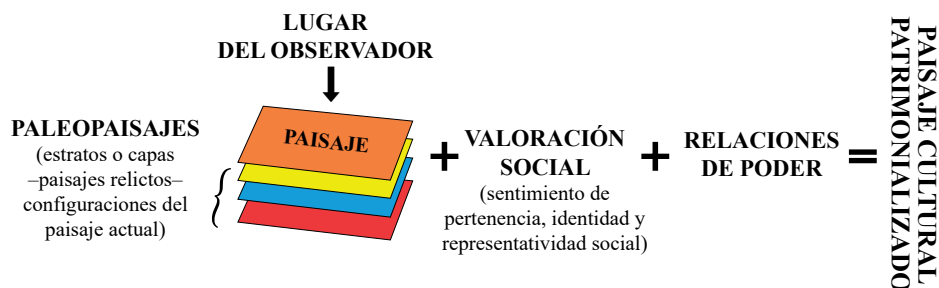 LUGAR
DEL OBSERVADOR
PALEOPAISAJES
(estratos o capas
–paisajes relictos–
configuraciones del
paisaje actual)
PAISAJE
+
VALORACIÓN
SOCIAL
(sentimiento de
pertenencia, identidad y
representatividad social)
+
RELACIONES
DE PODER
=
PAISAJE CULTURAL
PATRIMONIALIZADO